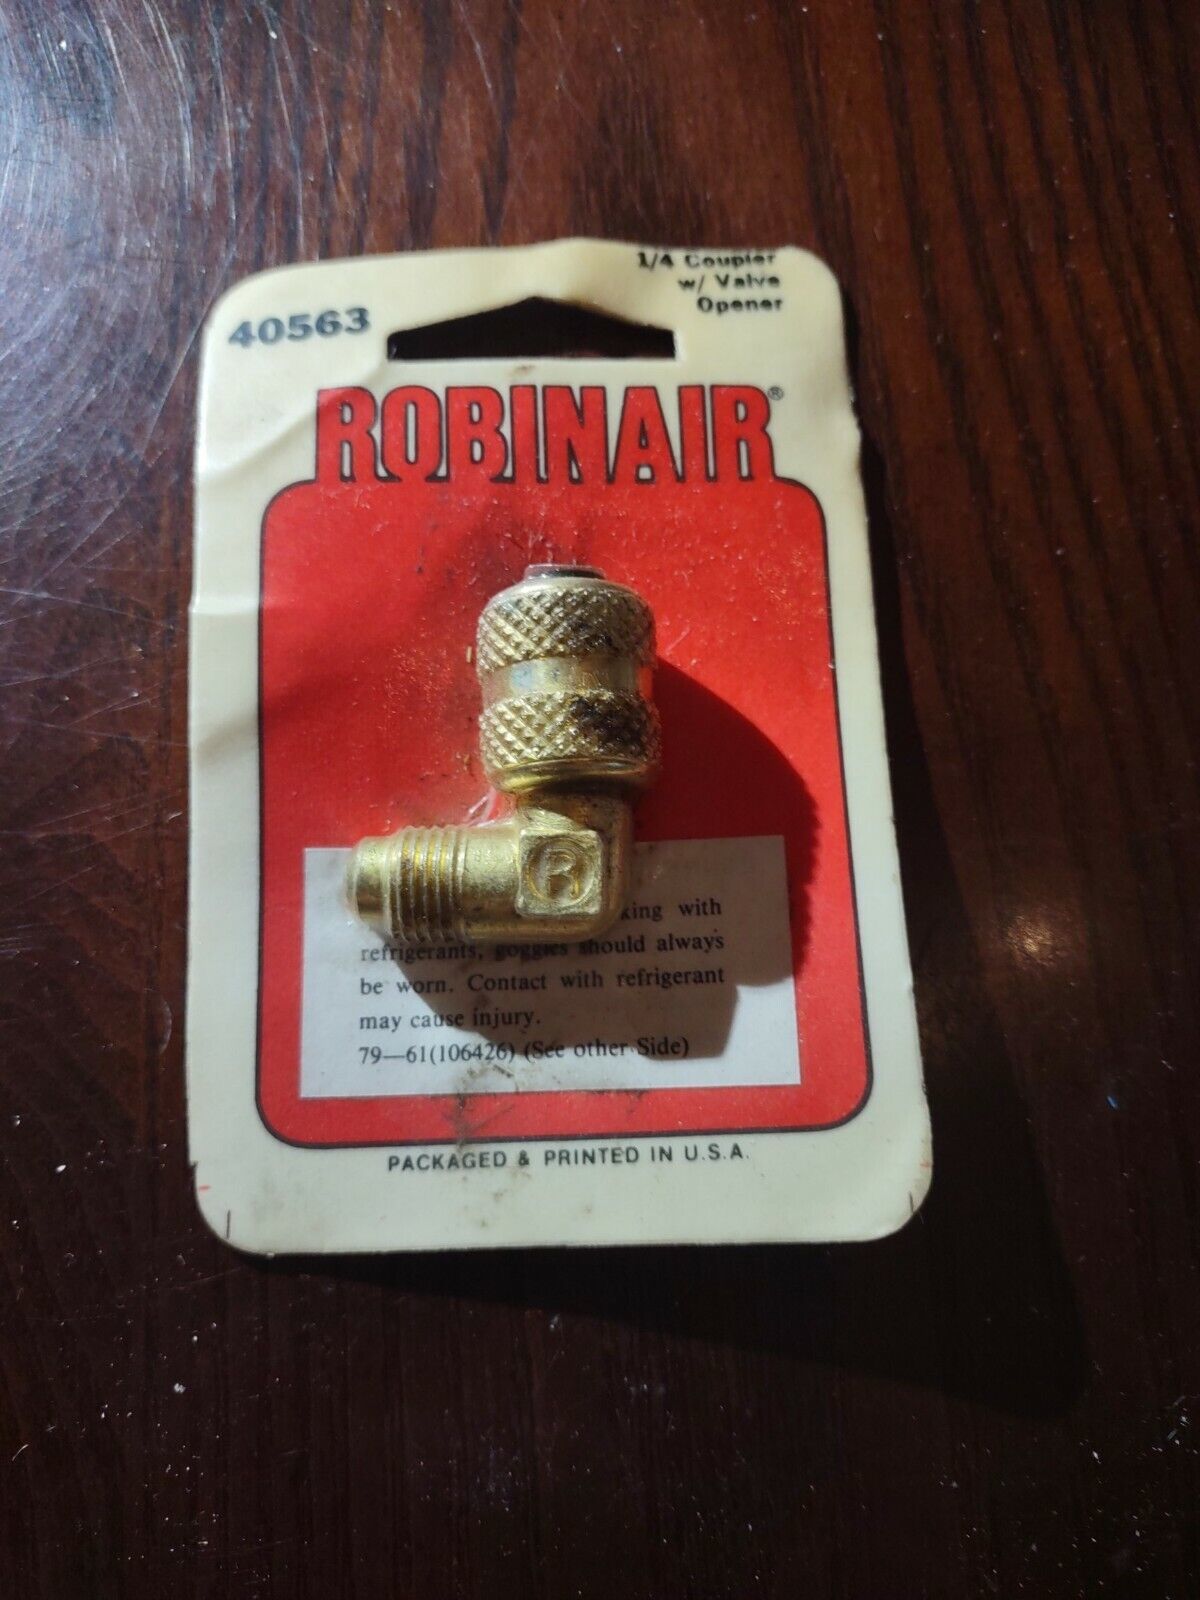 1/4 Coupler
w/ Valve
Opener
40563
ROBINAIR®
R
with
refrigerants, goggles should always
be worn. Contact with refrigerant
may cause injury.
79—61(106426) (See other Side)
PACKAGED & PRINTED IN U.S.A.